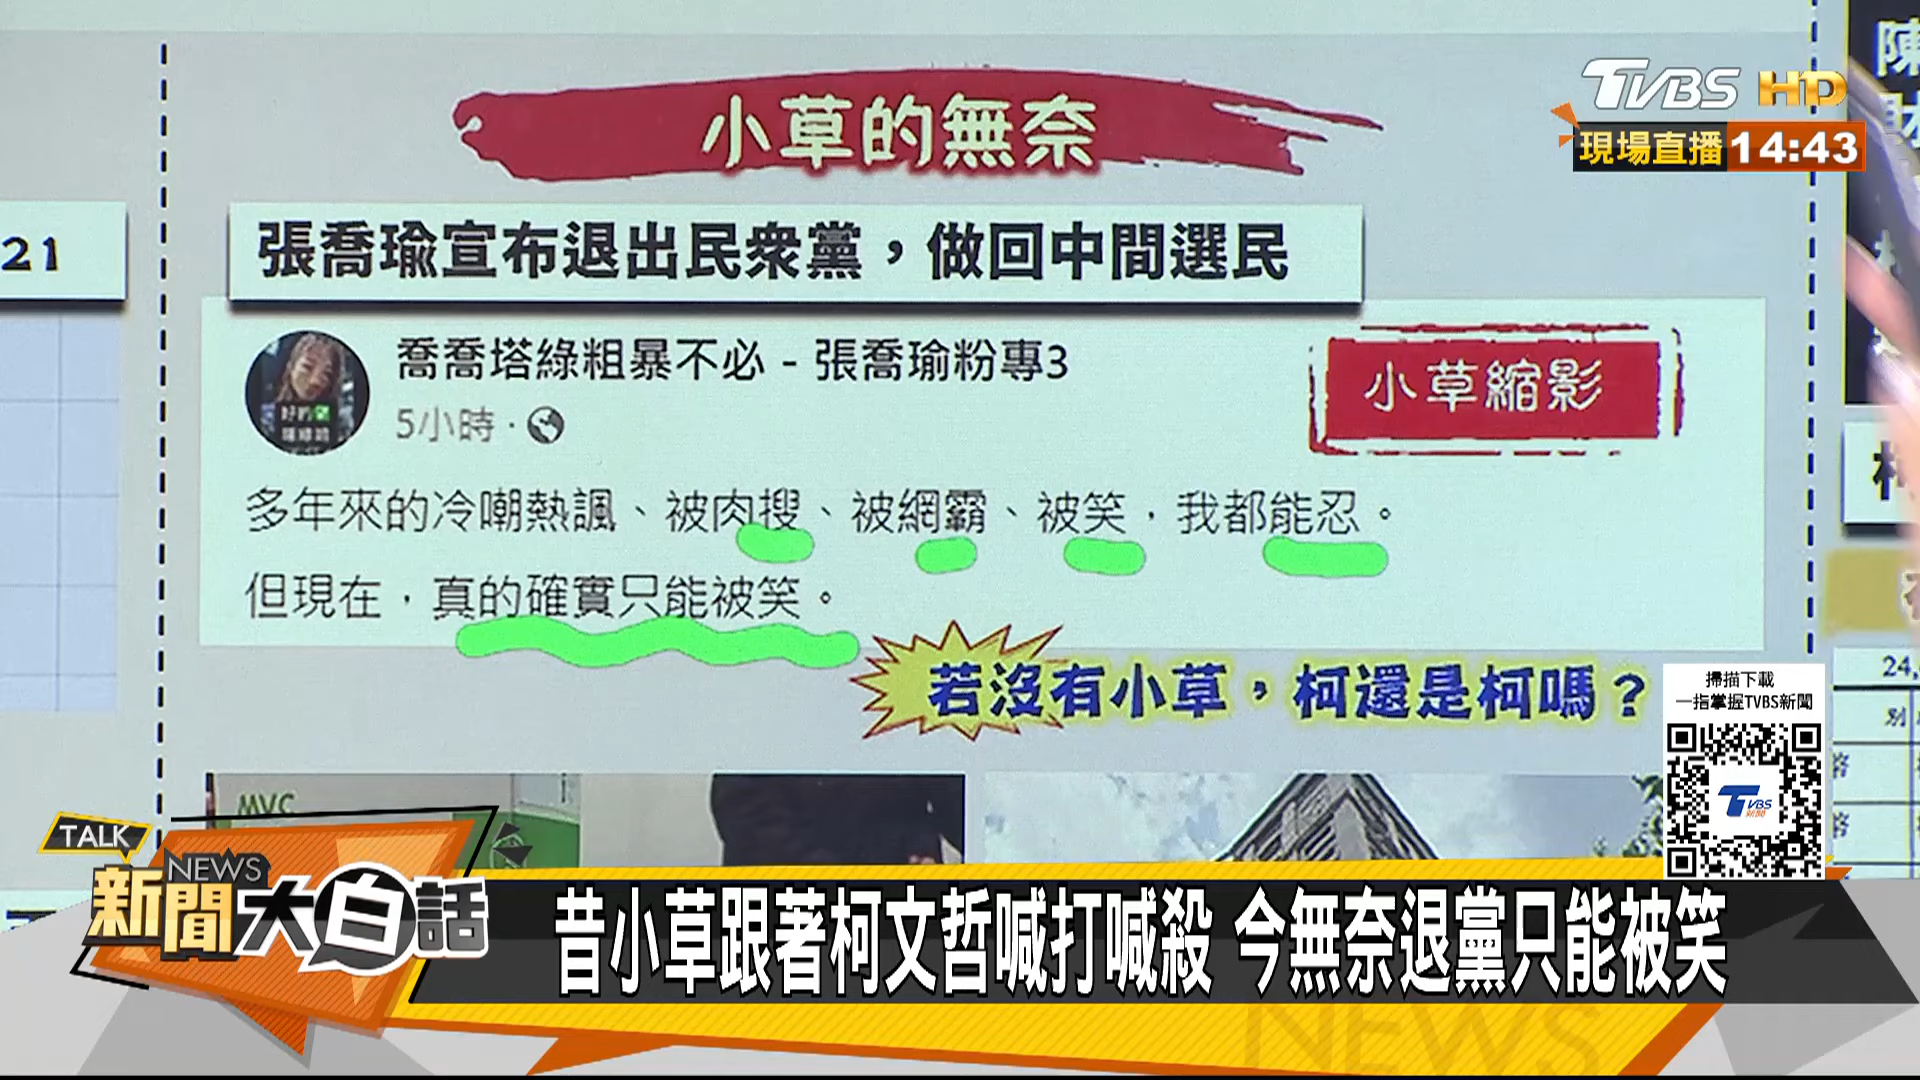 小草的無奈
TVBS HD
現場直播 14:43
21
張喬瑜宣布退出民眾黨，做回中間選民
喬喬塔綠粗暴不必 - 張喬瑜粉專3
5小時
小草縮影
多年來的冷嘲熱諷、被肉搜、被網霸、被笑，我都能忍。
但現在，真的確實只能被笑。
若沒有小草，柯還是柯嗎？
掃描下載
一指掌握TVBS新聞
TVBS
新聞
24,
別
MVC
TALK
NEWS
新聞大白話
昔小草跟著柯文哲喊打喊殺 今無奈退黨只能被笑
NEWS